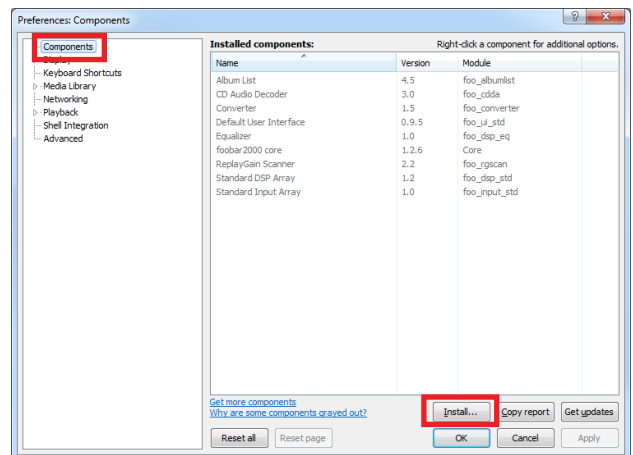 Preferences: Components
Components
Display
Keyboard Shortcuts
Media Library
Networking
Playback
Shell Integration
Advanced
Installed components: Right-click a component for additional options.
Name Version Module
Album List 4.5 foo_albumlist
CD Audio Decoder 3.0 foo_cdda
Converter 1.5 foo_converter
Default User Interface 0.9.5 foo_ui_std
Equalizer 1.0 foo_dsp_eq
foobar2000 core 1.2.6 Core
ReplayGain Scanner 2.2 foo_rgscan
Standard DSP Array 1.2 foo_dsp_std
Standard Input Array 1.0 foo_input_std
Get more components
Why are some components grayed out?
Install... Copy report Get updates
Reset all Reset page OK Cancel Apply